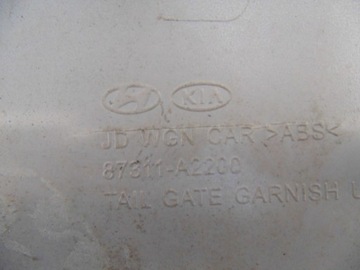 KIA
JD WGN CAR >ABS<
87311-A2200
TAIL GATE GARNISH